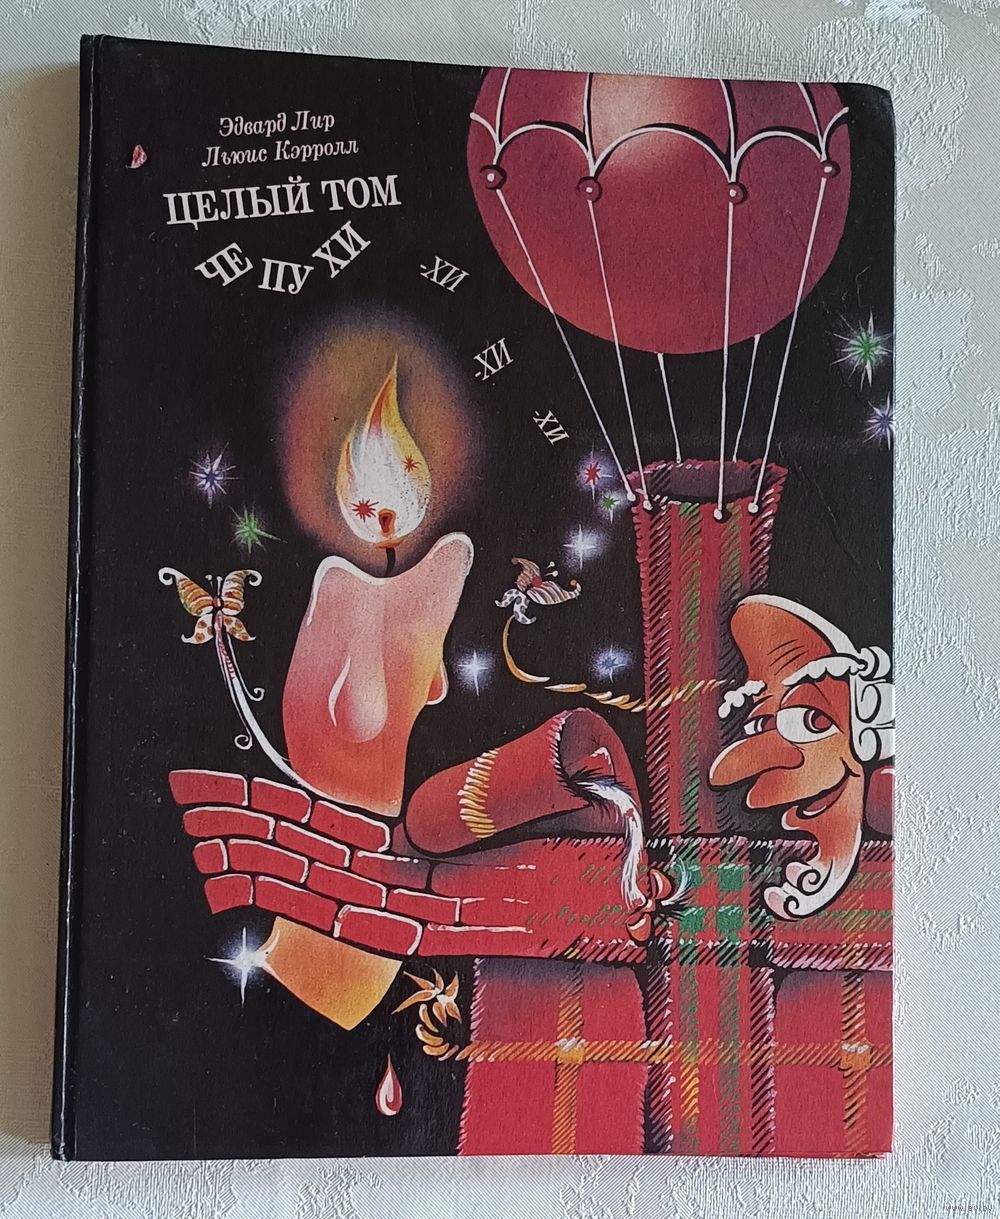 Эдвард Лир
Льюис Кэрролл
ЦЕЛЫЙ ТОМ
ЧЕ ПУ ХИ
-ХИ
-ХИ
-ХИ